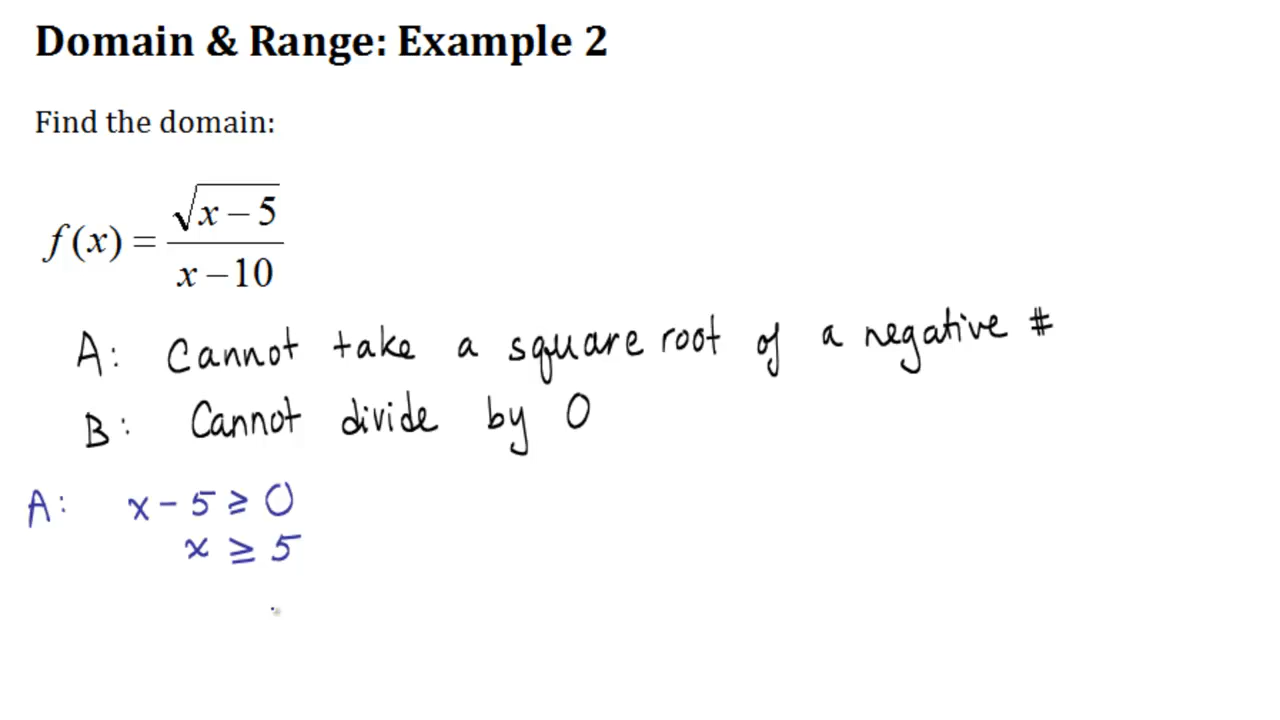 Domain & Range: Example 2
Find the domain:
f(x) = √(x − 5) / (x − 10)
A: Cannot take a square root of a negative #
B: Cannot divide by 0
A: x - 5 ≥ 0
x ≥ 5